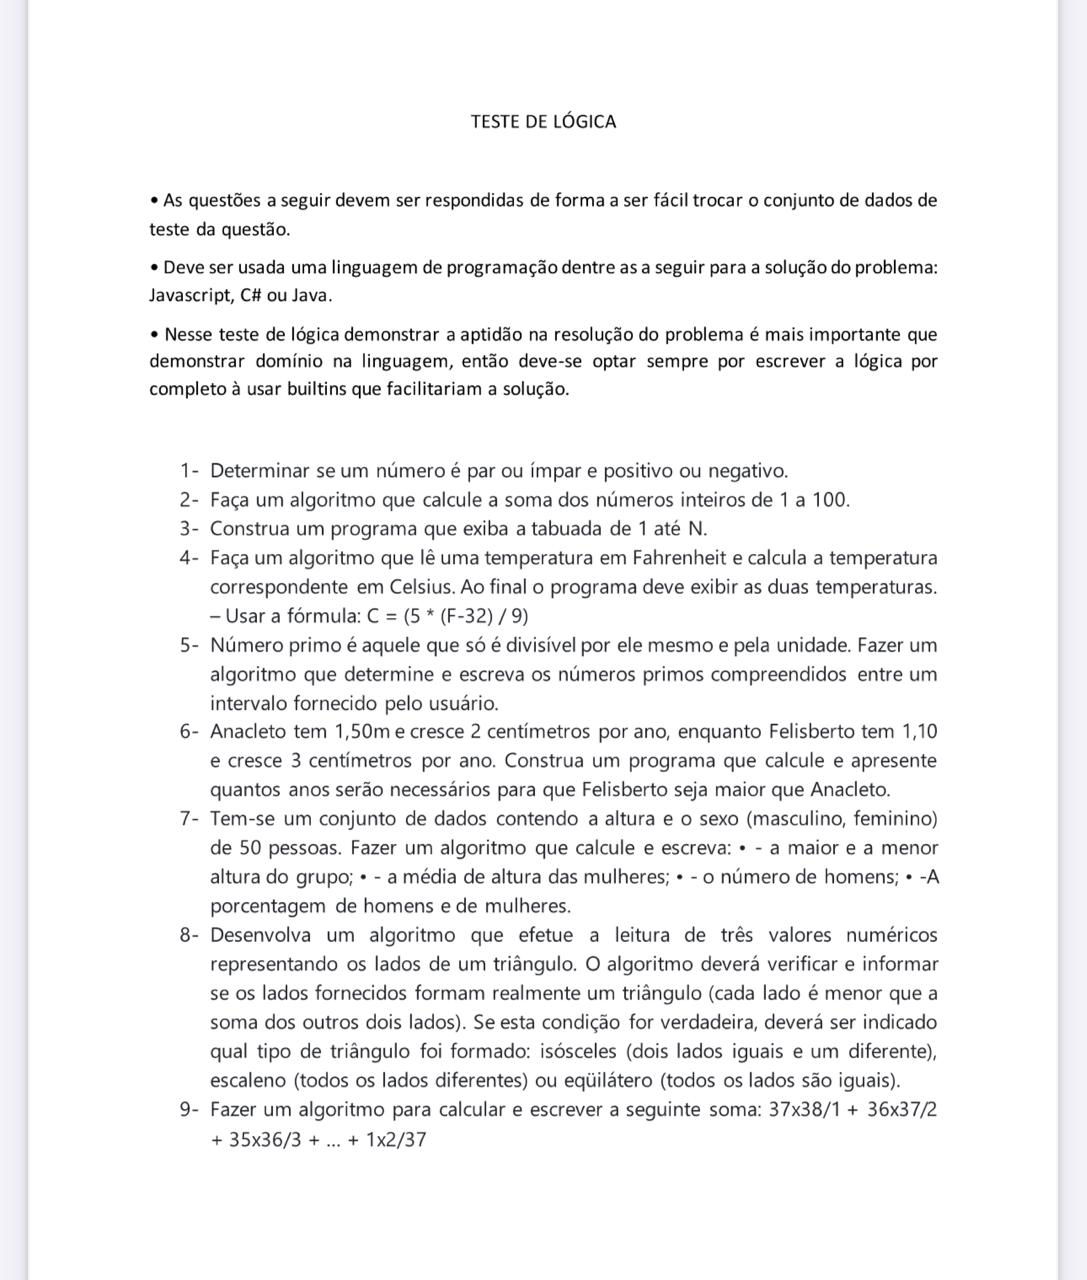 TESTE DE LÓGICA
• As questões a seguir devem ser respondidas de forma a ser fácil trocar o conjunto de dados de
teste da questão.
• Deve ser usada uma linguagem de programação dentre as a seguir para a solução do problema:
Javascript, C# ou Java.
• Nesse teste de lógica demonstrar a aptidão na resolução do problema é mais importante que
demonstrar domínio na linguagem, então deve-se optar sempre por escrever a lógica por
completo à usar builtins que facilitariam a solução.
1- Determinar se um número é par ou ímpar e positivo ou negativo.
2- Faça um algoritmo que calcule a soma dos números inteiros de 1 a 100.
3- Construa um programa que exiba a tabuada de 1 até N.
4- Faça um algoritmo que lê uma temperatura em Fahrenheit e calcula a temperatura
correspondente em Celsius. Ao final o programa deve exibir as duas temperaturas.
– Usar a fórmula: C = (5 * (F-32) / 9)
5- Número primo é aquele que só é divisível por ele mesmo e pela unidade. Fazer um
algoritmo que determine e escreva os números primos compreendidos entre um
intervalo fornecido pelo usuário.
6- Anacleto tem 1,50m e cresce 2 centímetros por ano, enquanto Felisberto tem 1,10
e cresce 3 centímetros por ano. Construa um programa que calcule e apresente
quantos anos serão necessários para que Felisberto seja maior que Anacleto.
7- Tem-se um conjunto de dados contendo a altura e o sexo (masculino, feminino)
de 50 pessoas. Fazer um algoritmo que calcule e escreva: • - a maior e a menor
altura do grupo; • - a média de altura das mulheres; • - o número de homens; • -A
porcentagem de homens e de mulheres.
8- Desenvolva um algoritmo que efetue a leitura de três valores numéricos
representando os lados de um triângulo. O algoritmo deverá verificar e informar
se os lados fornecidos formam realmente um triângulo (cada lado é menor que a
soma dos outros dois lados). Se esta condição for verdadeira, deverá ser indicado
qual tipo de triângulo foi formado: isósceles (dois lados iguais e um diferente),
escaleno (todos os lados diferentes) ou eqüilátero (todos os lados são iguais).
9- Fazer um algoritmo para calcular e escrever a seguinte soma: 37x38/1 + 36x37/2
+ 35x36/3 + ... + 1x2/37